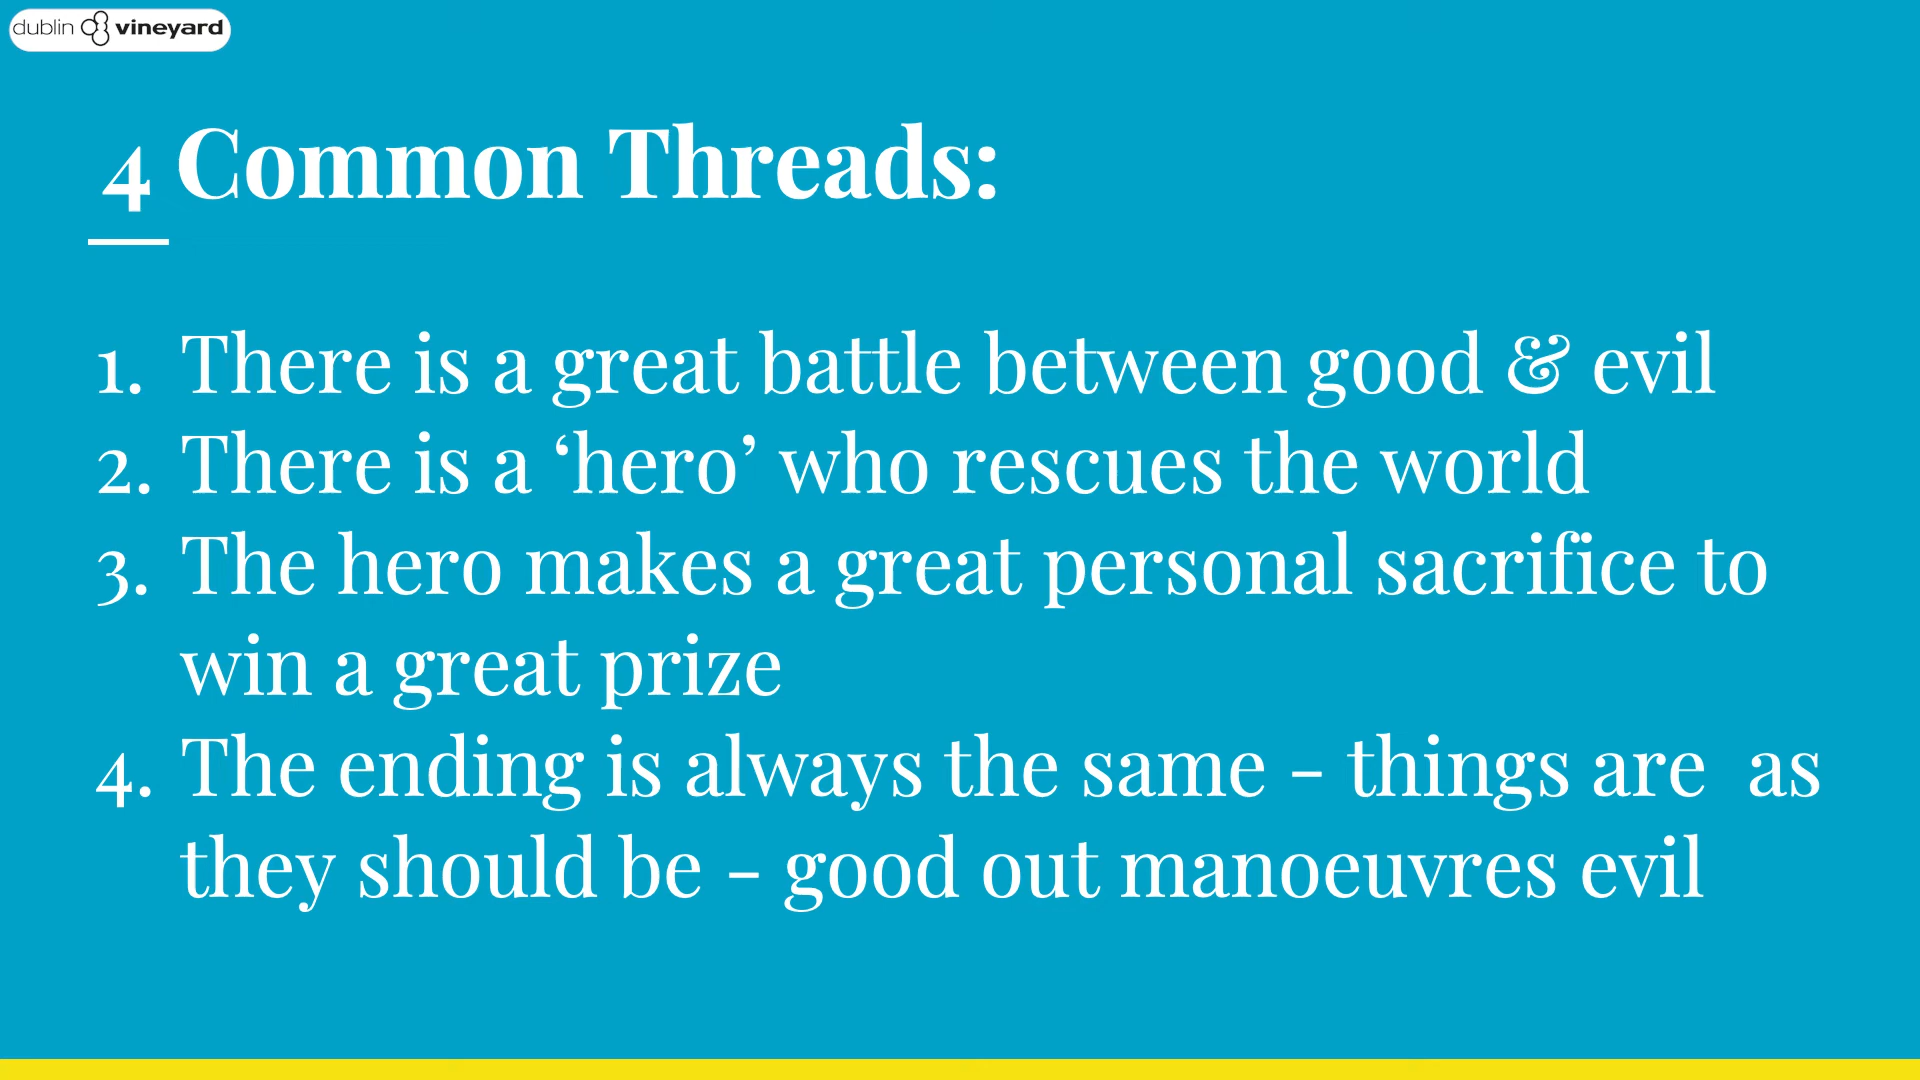 dublin vineyard
4 Common Threads:
1. There is a great battle between good & evil
2. There is a ‘hero’ who rescues the world
3. The hero makes a great personal sacrifice to
win a great prize
4. The ending is always the same - things are  as
they should be - good out manoeuvres evil